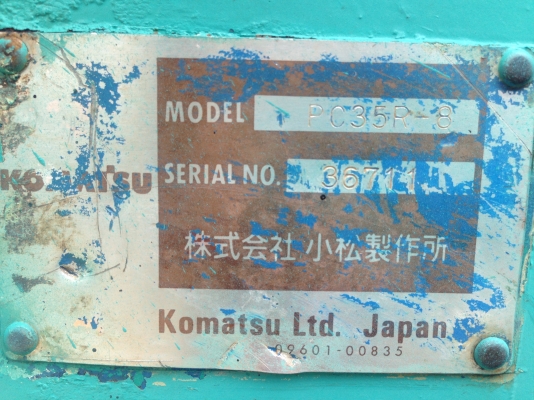 MODEL PC35R-8
KOMATSU SERIAL NO. 36711
株式会社 小松製作所
Komatsu Ltd. Japan
09601-00835